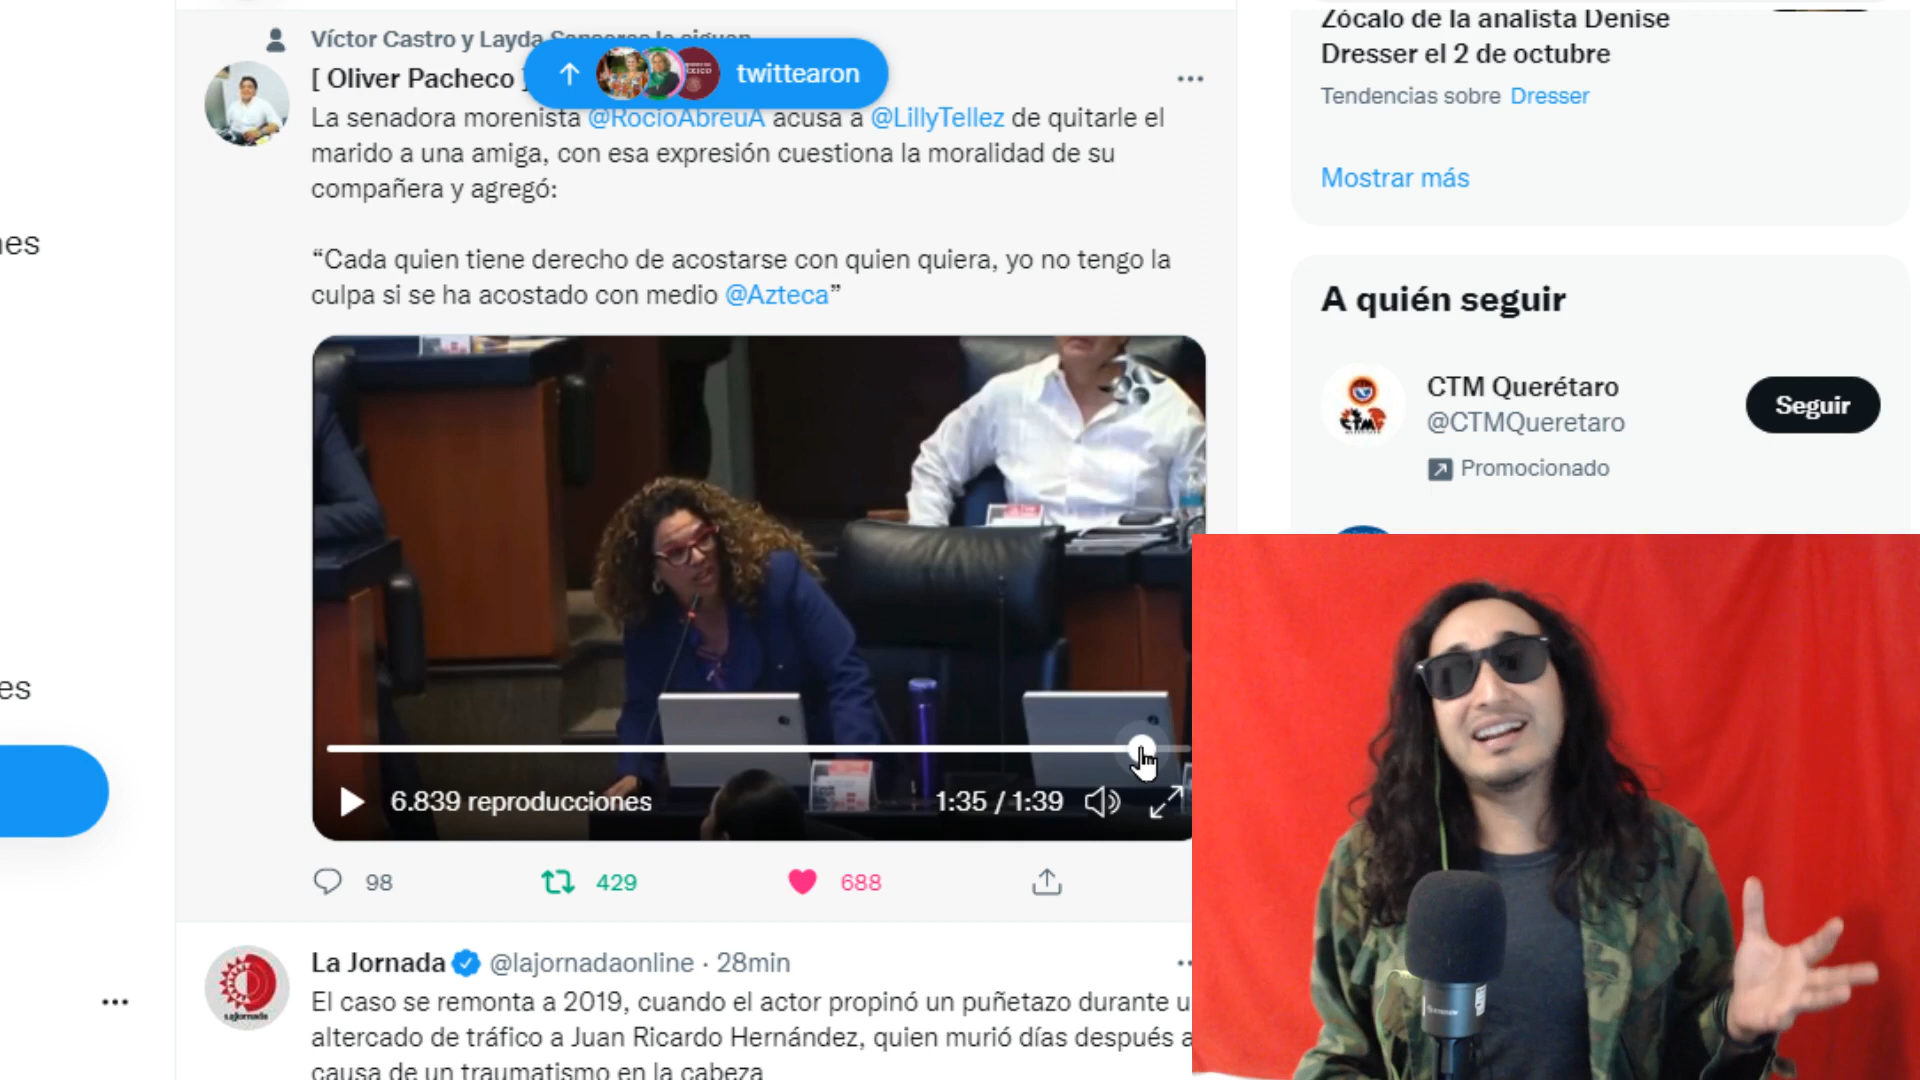 Víctor Castro y Layda
[ Oliver Pacheco ]
twittearon
La senadora morenista @RocioAbreuA acusa a @LillyTellez de quitarle el
marido a una amiga, con esa expresión cuestiona la moralidad de su
compañera y agregó:
“Cada quien tiene derecho de acostarse con quien quiera, yo no tengo la
culpa si se ha acostado con medio @Azteca”
6.839 reproducciones
1:35 / 1:39
98
429
688
La Jornada @lajornadaonline · 28min
El caso se remonta a 2019, cuando el actor propinó un puñetazo durante
altercado de tráfico a Juan Ricardo Hernández, quien murió días después
causa de un traumatismo en la cabeza
Zócalo de la analista Denise
Dresser el 2 de octubre
Tendencias sobre Dresser
Mostrar más
A quién seguir
CTM Querétaro
@CTMQueretaro
Promocionado
Seguir
nes
es